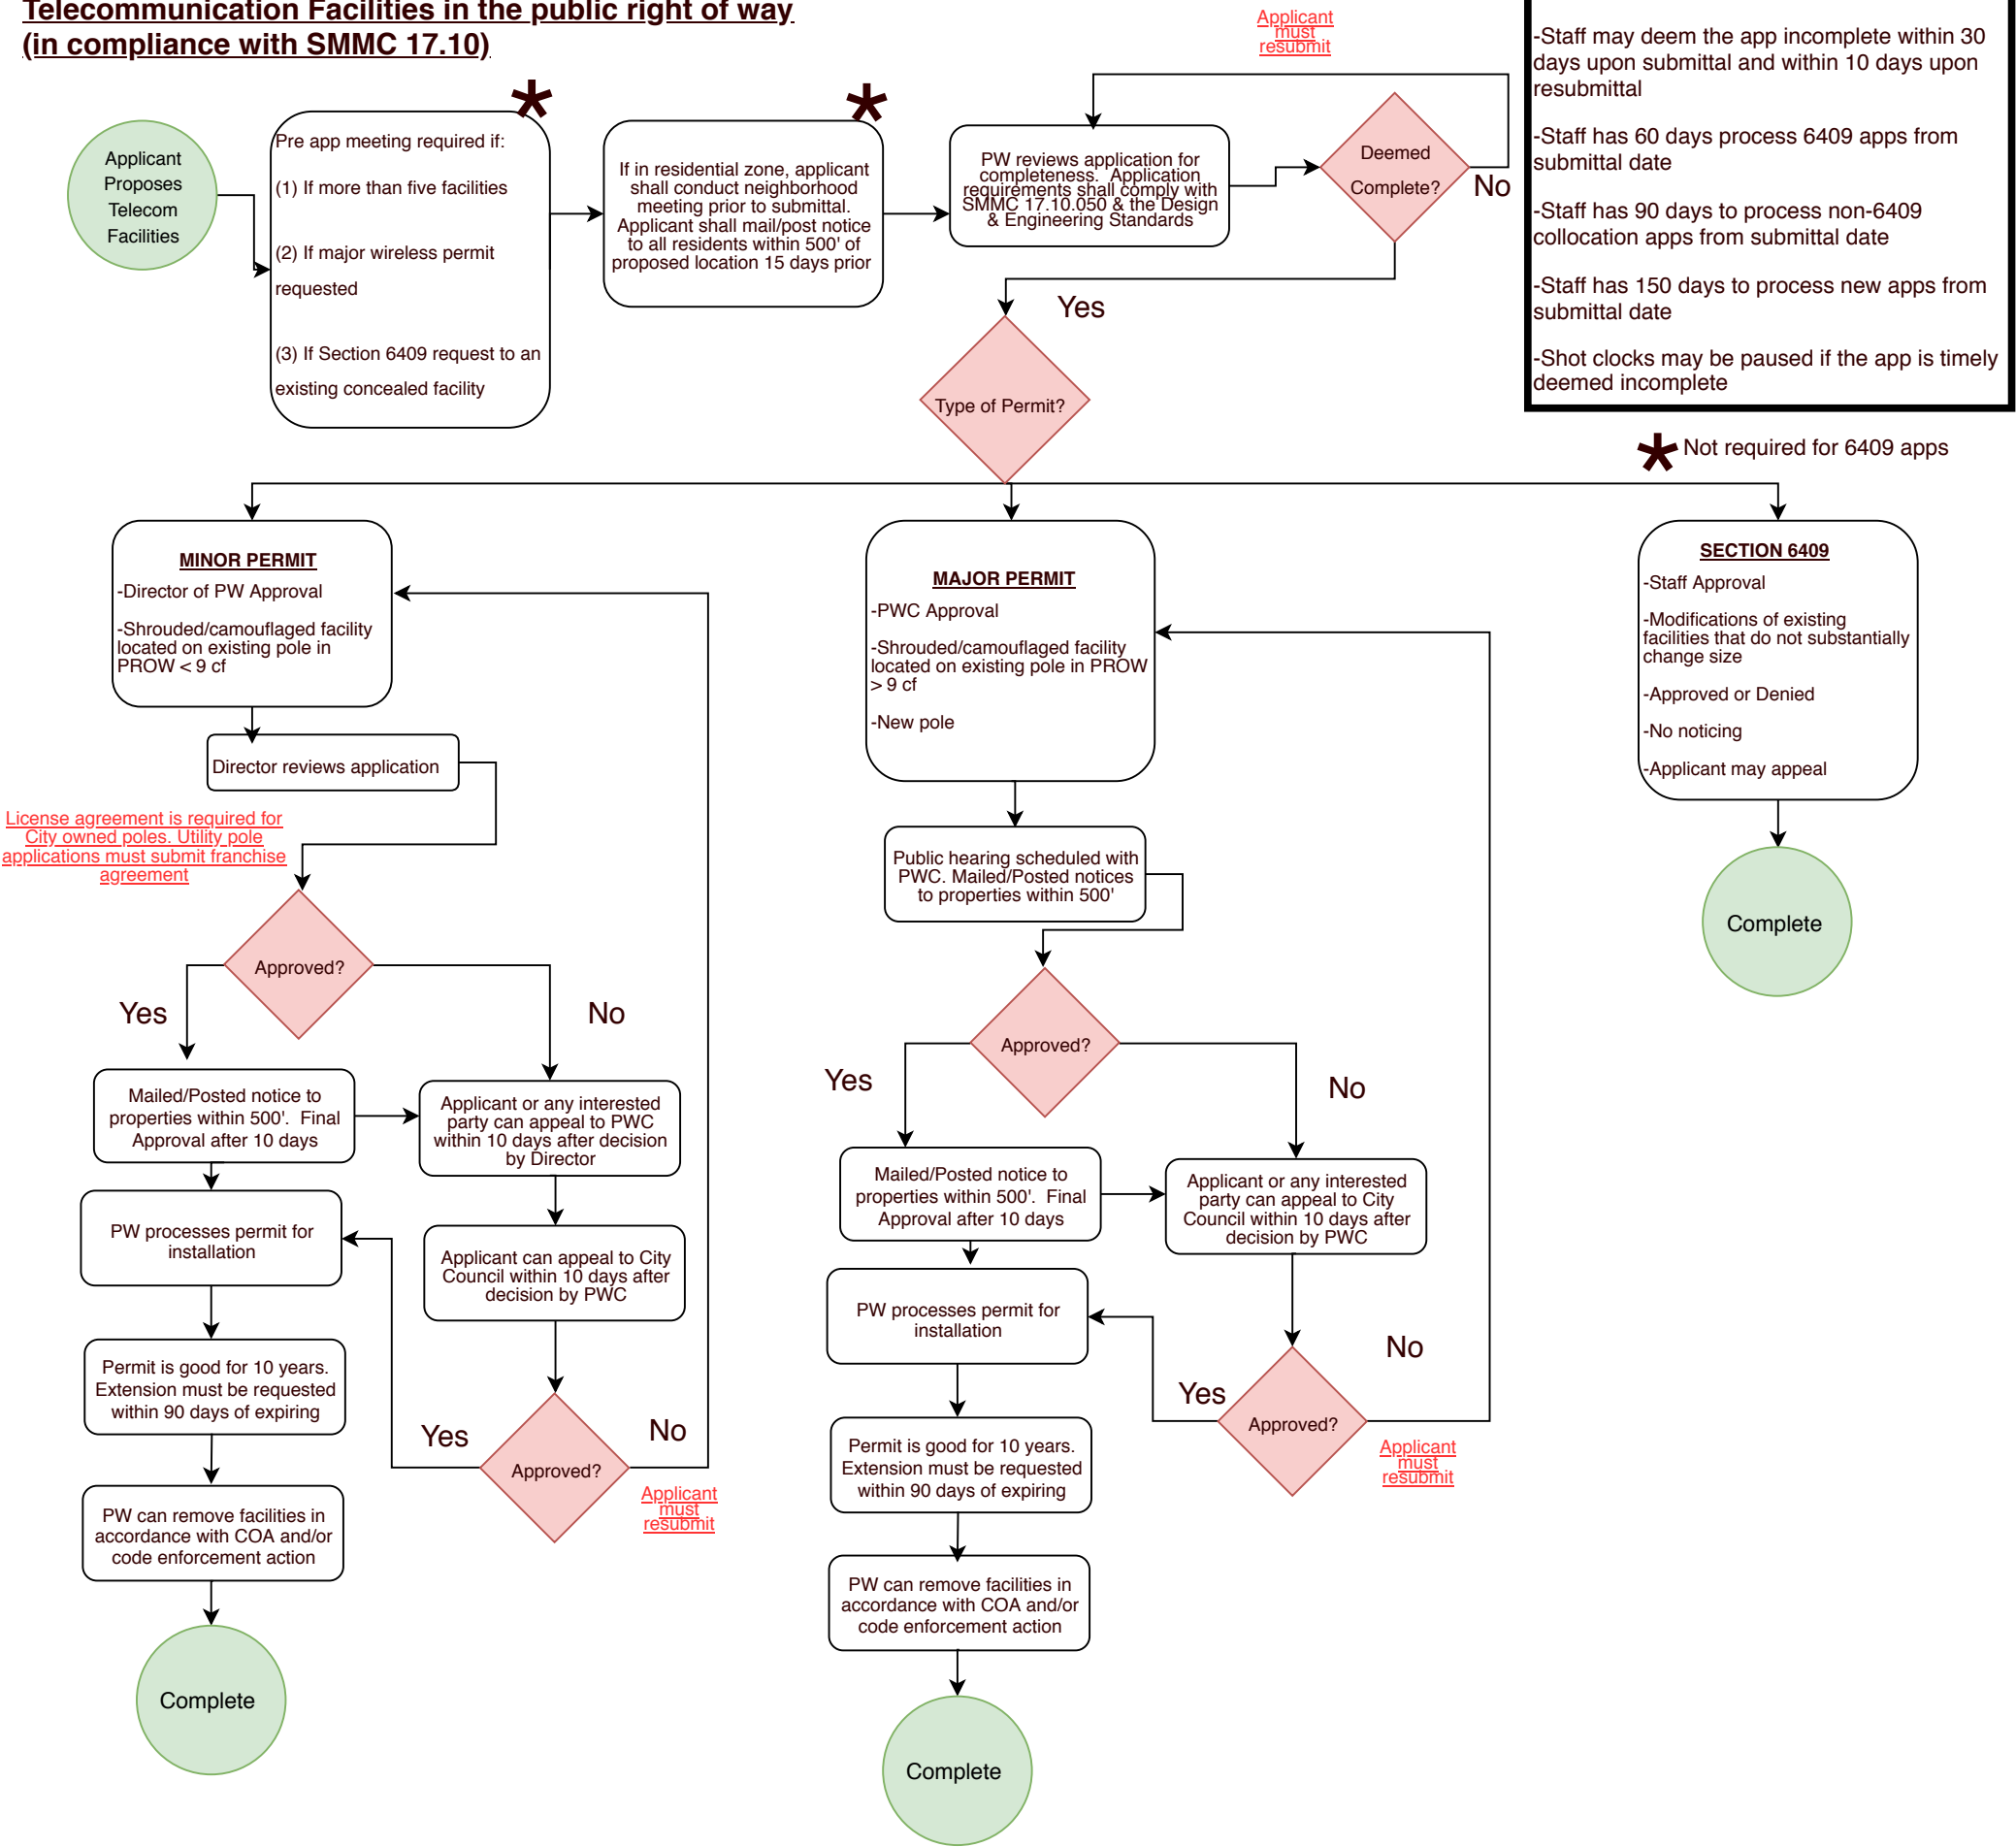 Telecommunication Facilities in the public right of way
(in compliance with SMMC 17.10)
Applicant
must
resubmit
-Staff may deem the app incomplete within 30
days upon submittal and within 10 days upon
resubmittal
-Staff has 60 days process 6409 apps from
submittal date
-Staff has 90 days to process non-6409
collocation apps from submittal date
-Staff has 150 days to process new apps from
submittal date
-Shot clocks may be paused if the app is timely
deemed incomplete
* Not required for 6409 apps
Applicant
Proposes
Telecom
Facilities
*
Pre app meeting required if:
(1) If more than five facilities
(2) If major wireless permit
requested
(3) If Section 6409 request to an
existing concealed facility
*
If in residential zone, applicant
shall conduct neighborhood
meeting prior to submittal.
Applicant shall mail/post notice
to all residents within 500' of
proposed location 15 days prior
PW reviews application for
completeness. Application
requirements shall comply with
SMMC 17.10.050 & the Design
& Engineering Standards
Deemed
Complete?
No
Yes
Type of Permit?
MINOR PERMIT
-Director of PW Approval
-Shrouded/camouflaged facility
located on existing pole in
PROW < 9 cf
Director reviews application
License agreement is required for
City owned poles. Utility pole
applications must submit franchise
agreement
Approved?
Yes
No
Mailed/Posted notice to
properties within 500'. Final
Approval after 10 days
Applicant or any interested
party can appeal to PWC
within 10 days after decision
by Director
PW processes permit for
installation
Applicant can appeal to City
Council within 10 days after
decision by PWC
Permit is good for 10 years.
Extension must be requested
within 90 days of expiring
Yes
Approved?
No
Applicant
must
resubmit
PW can remove facilities in
accordance with COA and/or
code enforcement action
Complete
MAJOR PERMIT
-PWC Approval
-Shrouded/camouflaged facility
located on existing pole in PROW
> 9 cf
-New pole
Public hearing scheduled with
PWC. Mailed/Posted notices
to properties within 500'
Approved?
Yes
No
Mailed/Posted notice to
properties within 500'. Final
Approval after 10 days
Applicant or any interested
party can appeal to City
Council within 10 days after
decision by PWC
PW processes permit for
installation
Yes
Approved?
No
Applicant
must
resubmit
Permit is good for 10 years.
Extension must be requested
within 90 days of expiring
PW can remove facilities in
accordance with COA and/or
code enforcement action
Complete
SECTION 6409
-Staff Approval
-Modifications of existing
facilities that do not substantially
change size
-Approved or Denied
-No noticing
-Applicant may appeal
Complete